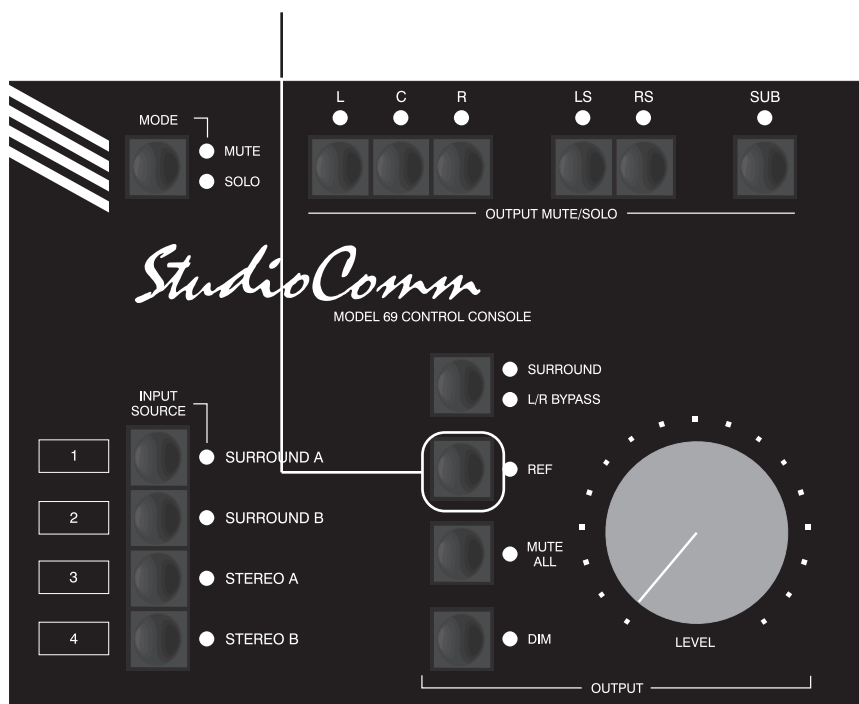 L C R LS RS SUB
MODE
MUTE
SOLO
OUTPUT MUTE/SOLO
StudioComm
MODEL 69 CONTROL CONSOLE
SURROUND
L/R BYPASS
INPUT
SOURCE
1 SURROUND A
REF
2 SURROUND B
MUTE
ALL
3 STEREO A
4 STEREO B
DIM
LEVEL
OUTPUT